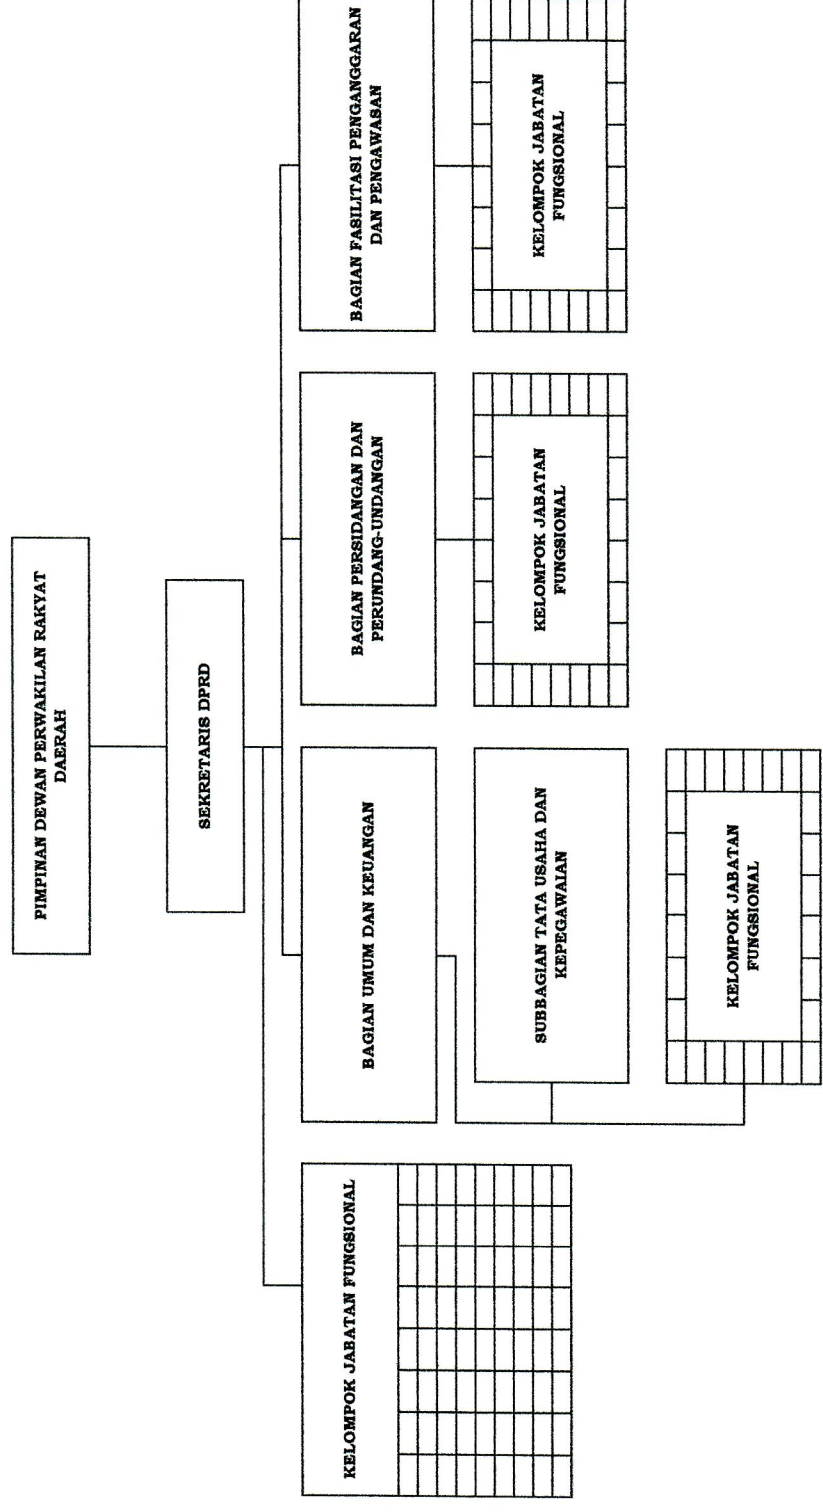 PIMPINAN DEWAN PERWAKILAN RAKYAT
DAERAH
SEKRETARIS DPRD
KELOMPOK JABATAN FUNGSIONAL
BAGIAN UMUM DAN KEUANGAN
BAGIAN PERSIDANGAN DAN
PERUNDANG-UNDANGAN
BAGIAN FASILITASI PENGANGGARAN
DAN PENGAWASAN
SUBBAGIAN TATA USAHA DAN
KEPEGAWAIAN
KELOMPOK JABATAN
FUNGSIONAL
KELOMPOK JABATAN
FUNGSIONAL
KELOMPOK JABATAN
FUNGSIONAL